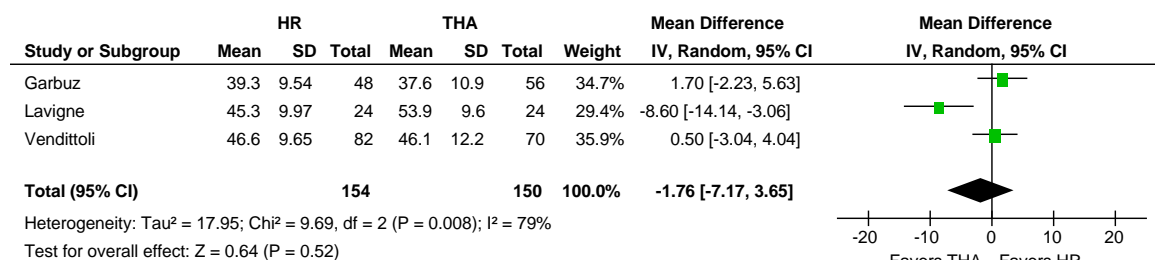 HR THA Mean Difference Mean Difference
Study or Subgroup Mean SD Total Mean SD Total Weight IV, Random, 95% CI IV, Random, 95% CI
Garbuz 39.3 9.54 48 37.6 10.9 56 34.7% 1.70 [-2.23, 5.63]
Lavigne 45.3 9.97 24 53.9 9.6 24 29.4% -8.60 [-14.14, -3.06]
Vendittoli 46.6 9.65 82 46.1 12.2 70 35.9% 0.50 [-3.04, 4.04]
Total (95% CI) 154 150 100.0% -1.76 [-7.17, 3.65]
Heterogeneity: Tau² = 17.95; Chi² = 9.69, df = 2 (P = 0.008); I² = 79%
Test for overall effect: Z = 0.64 (P = 0.52)
-20 -10 0 10 20
Favors THA Favors HR